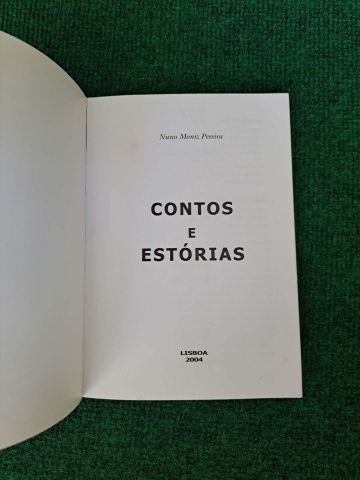 Nuno Moniz Pereira
CONTOS
E
ESTÓRIAS
LISBOA
2004